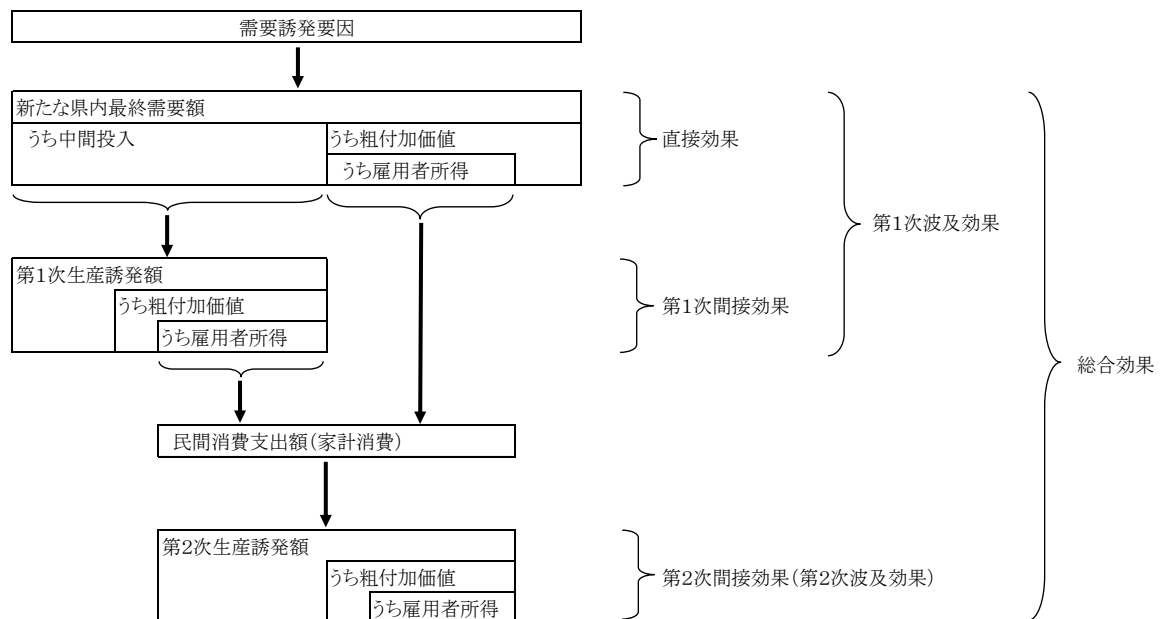 需要誘発要因
新たな県内最終需要額
うち中間投入
うち粗付加価値
うち雇用者所得
直接効果
第1次波及効果
第1次生産誘発額
うち粗付加価値
うち雇用者所得
第1次間接効果
総合効果
民間消費支出額(家計消費)
第2次生産誘発額
うち粗付加価値
うち雇用者所得
第2次間接効果(第2次波及効果)